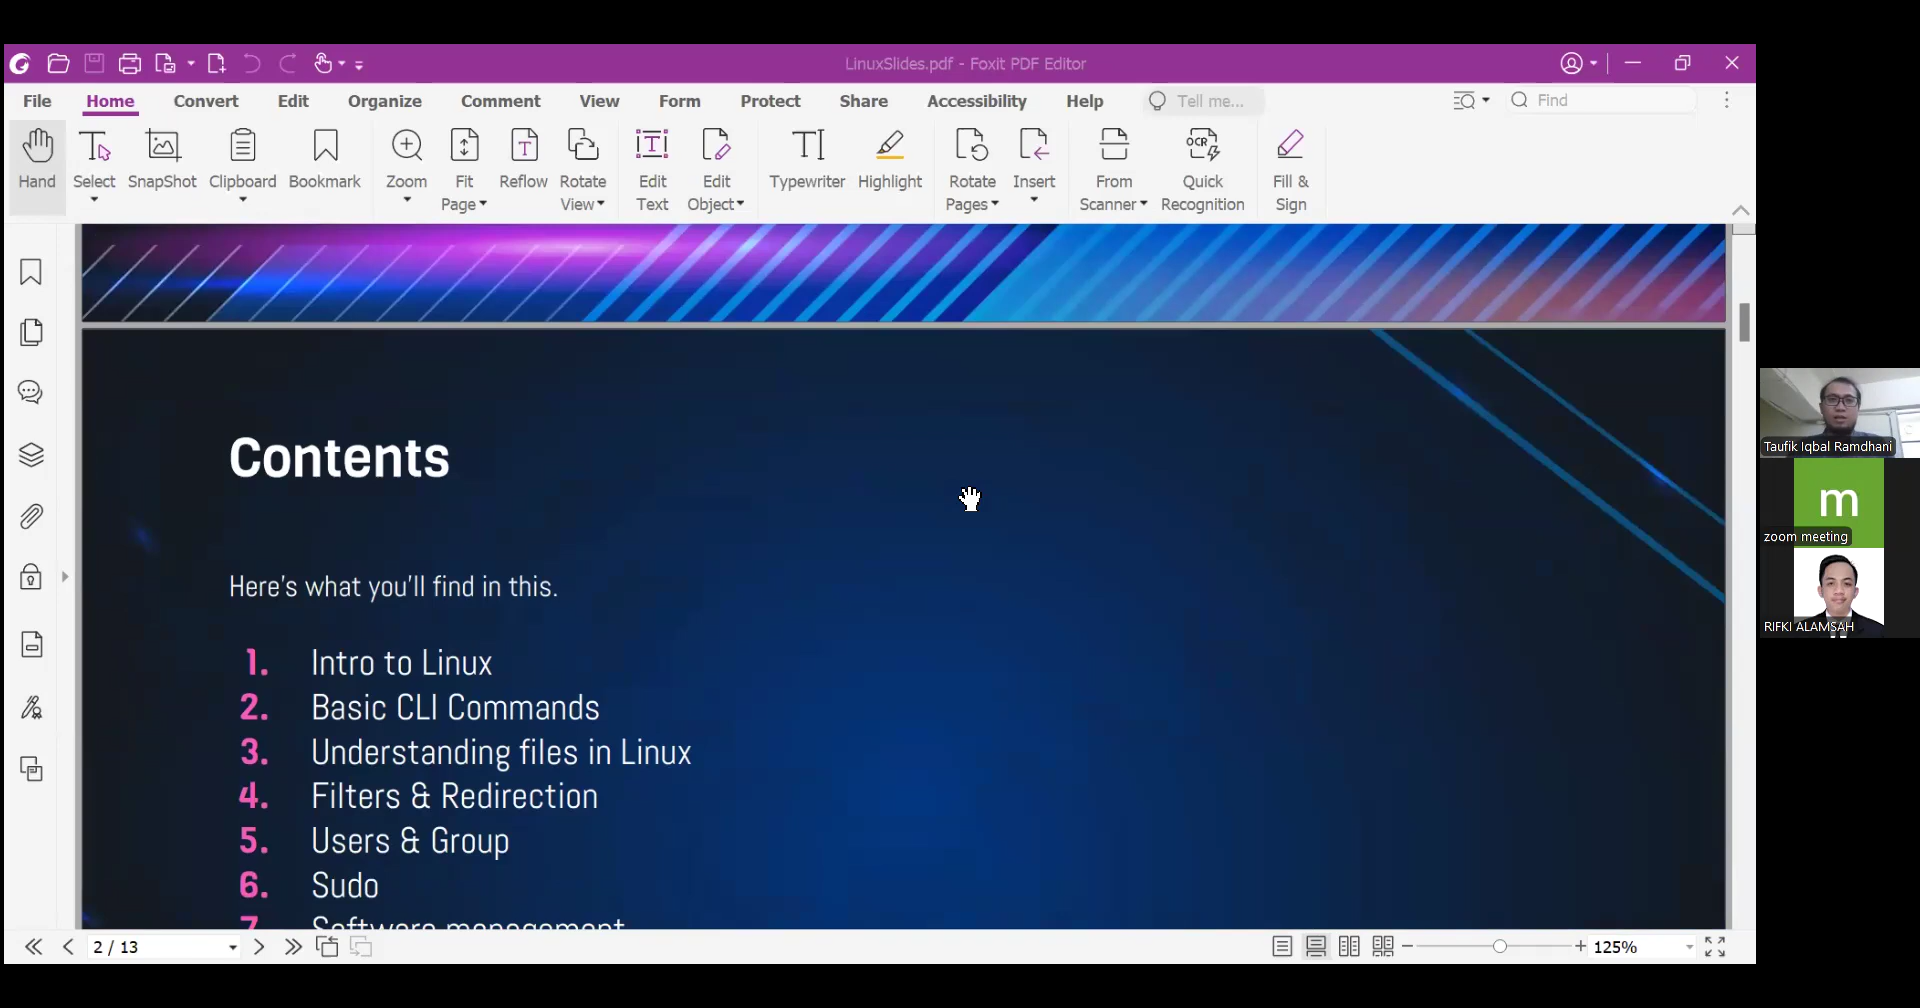 LinuxSlides.pdf - Foxit PDF Editor
File Home Convert Edit Organize Comment View Form Protect Share Accessibility Help Tell me... Find
Hand Select SnapShot Clipboard Bookmark Zoom Fit Page Reflow Rotate View Edit Text Edit Object Typewriter Highlight Rotate Pages Insert From Scanner OCR Quick Recognition Fill & Sign
Contents
Here's what you'll find in this.
1. Intro to Linux
2. Basic CLI Commands
3. Understanding files in Linux
4. Filters & Redirection
5. Users & Group
6. Sudo
7. Software management
2 / 13
125%
Taufik Iqbal Ramdhani
m
zoom meeting
RIFKI ALAMSAH